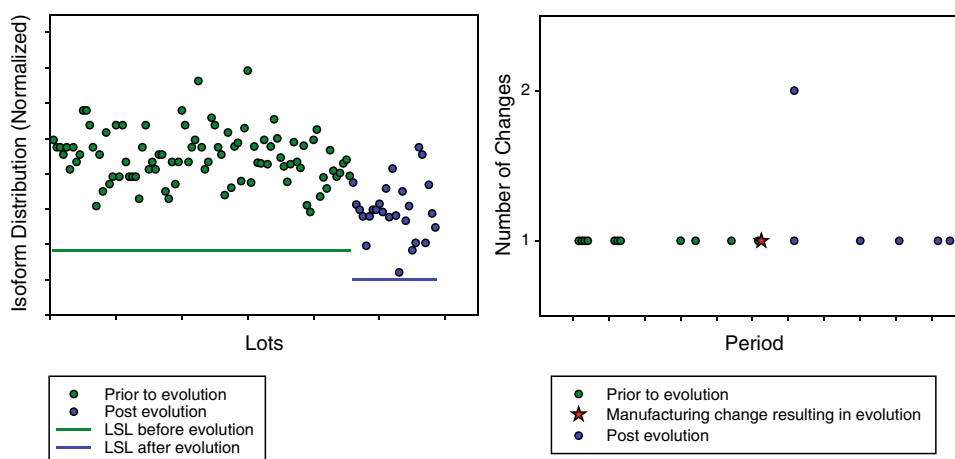 Isoform Distribution (Normalized)
Lots
Prior to evolution
Post evolution
LSL before evolution
LSL after evolution
Number of Changes
2
1
Period
Prior to evolution
Manufacturing change resulting in evolution
Post evolution